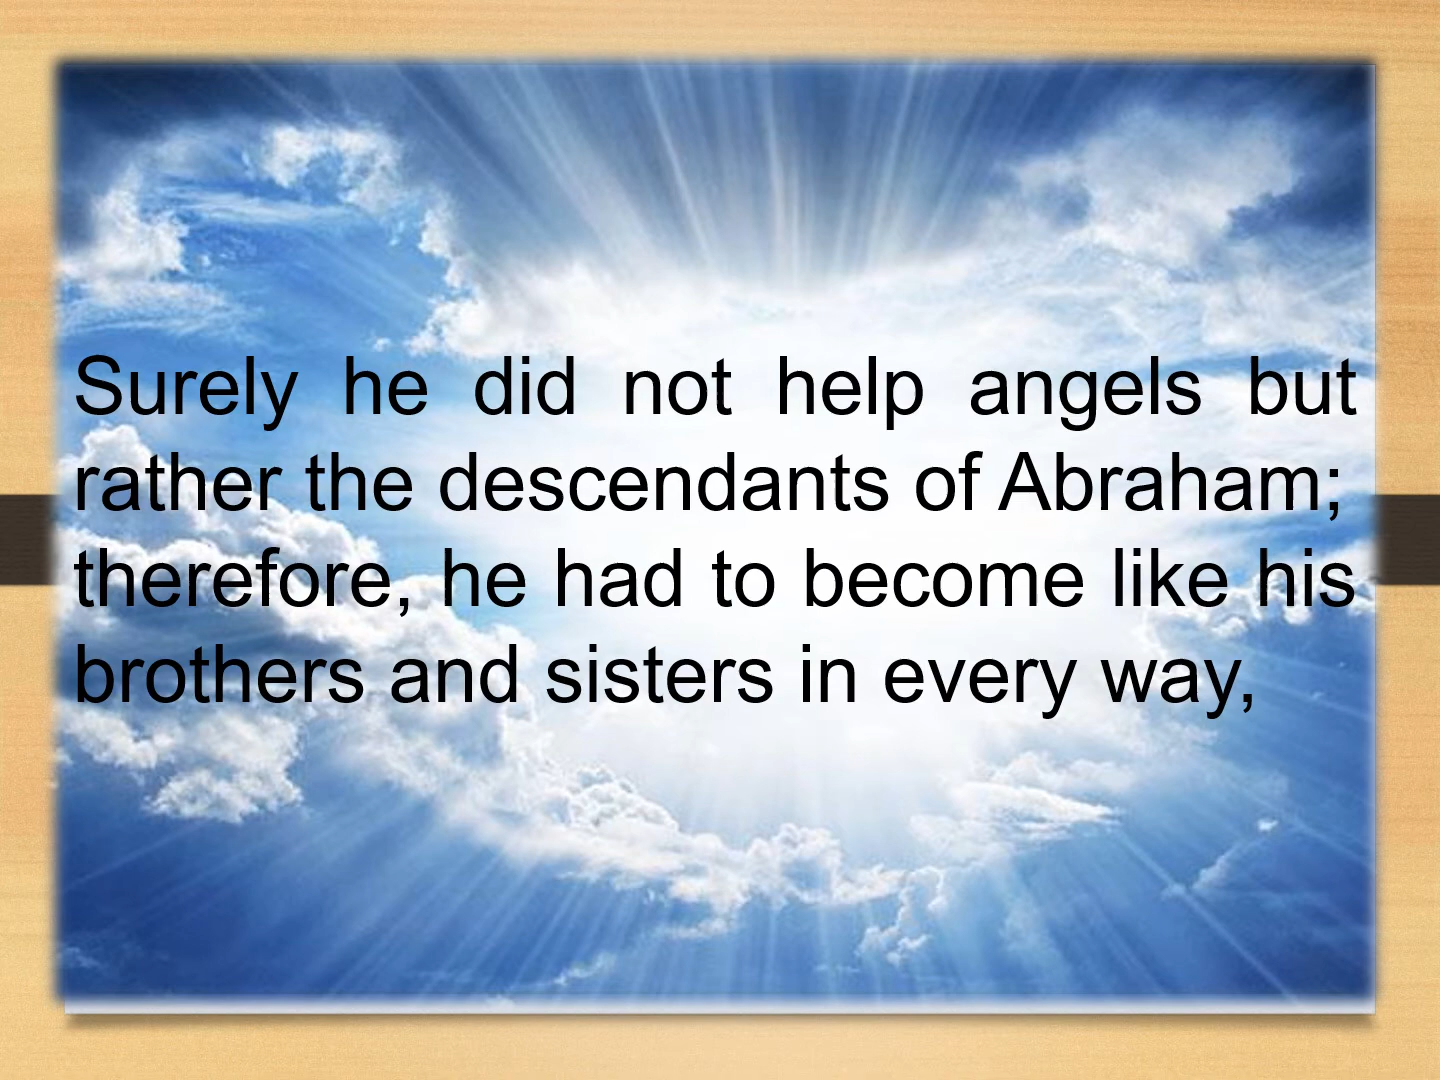 Surely he did not help angels but
rather the descendants of Abraham;
therefore, he had to become like his
brothers and sisters in every way,